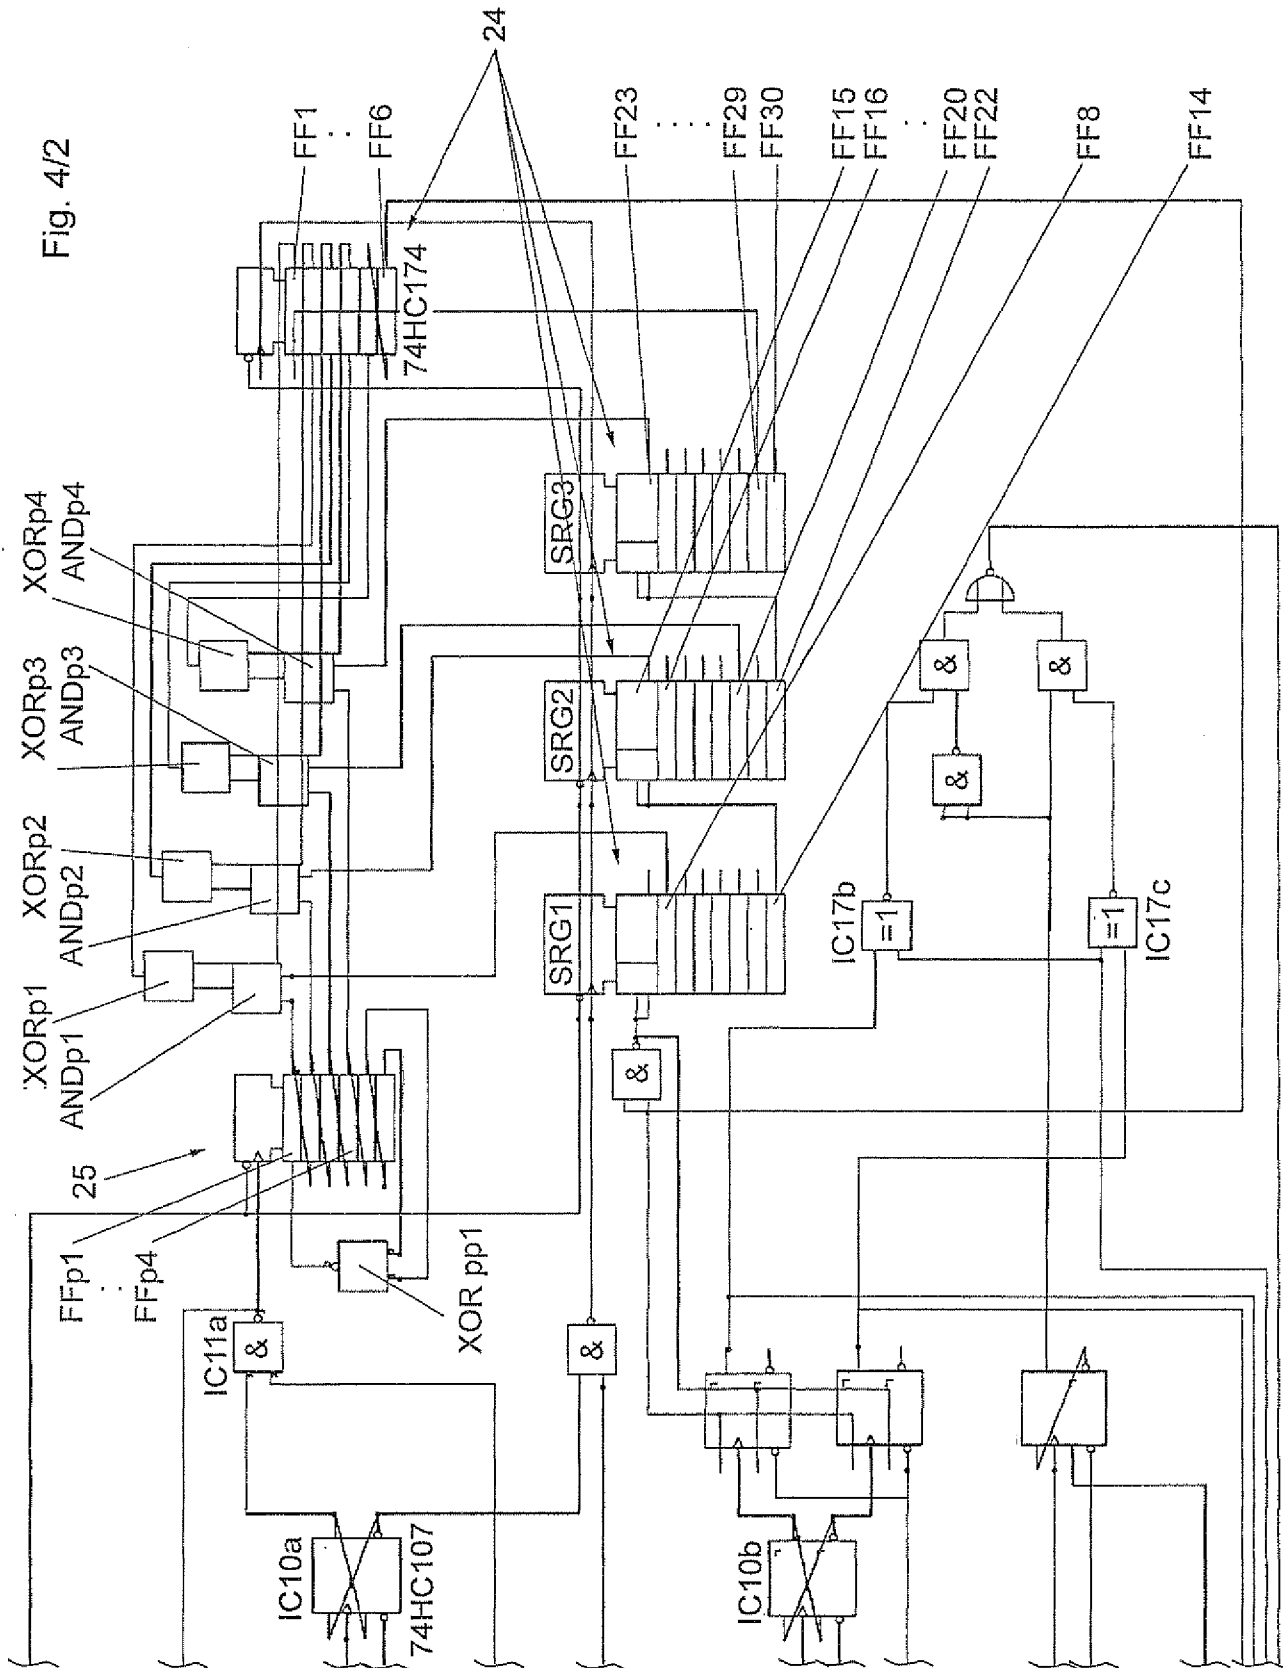 Fig. 4/2
24
FF1
. .
FF6
74HC174
XORp4
ANDp4
XORp3
ANDp3
XORp2
ANDp2
XORp1
ANDp1
25
FFp1
. .
FFp4
XOR pp1
IC11a
&
IC10a
74HC107
&
SRG3
SRG2
SRG1
FF23
. . . .
FF29
FF30
FF15
FF16
. .
FF20
FF22
FF8
FF14
&
IC17b
=1
IC17c
=1
&
&
&
IC10b